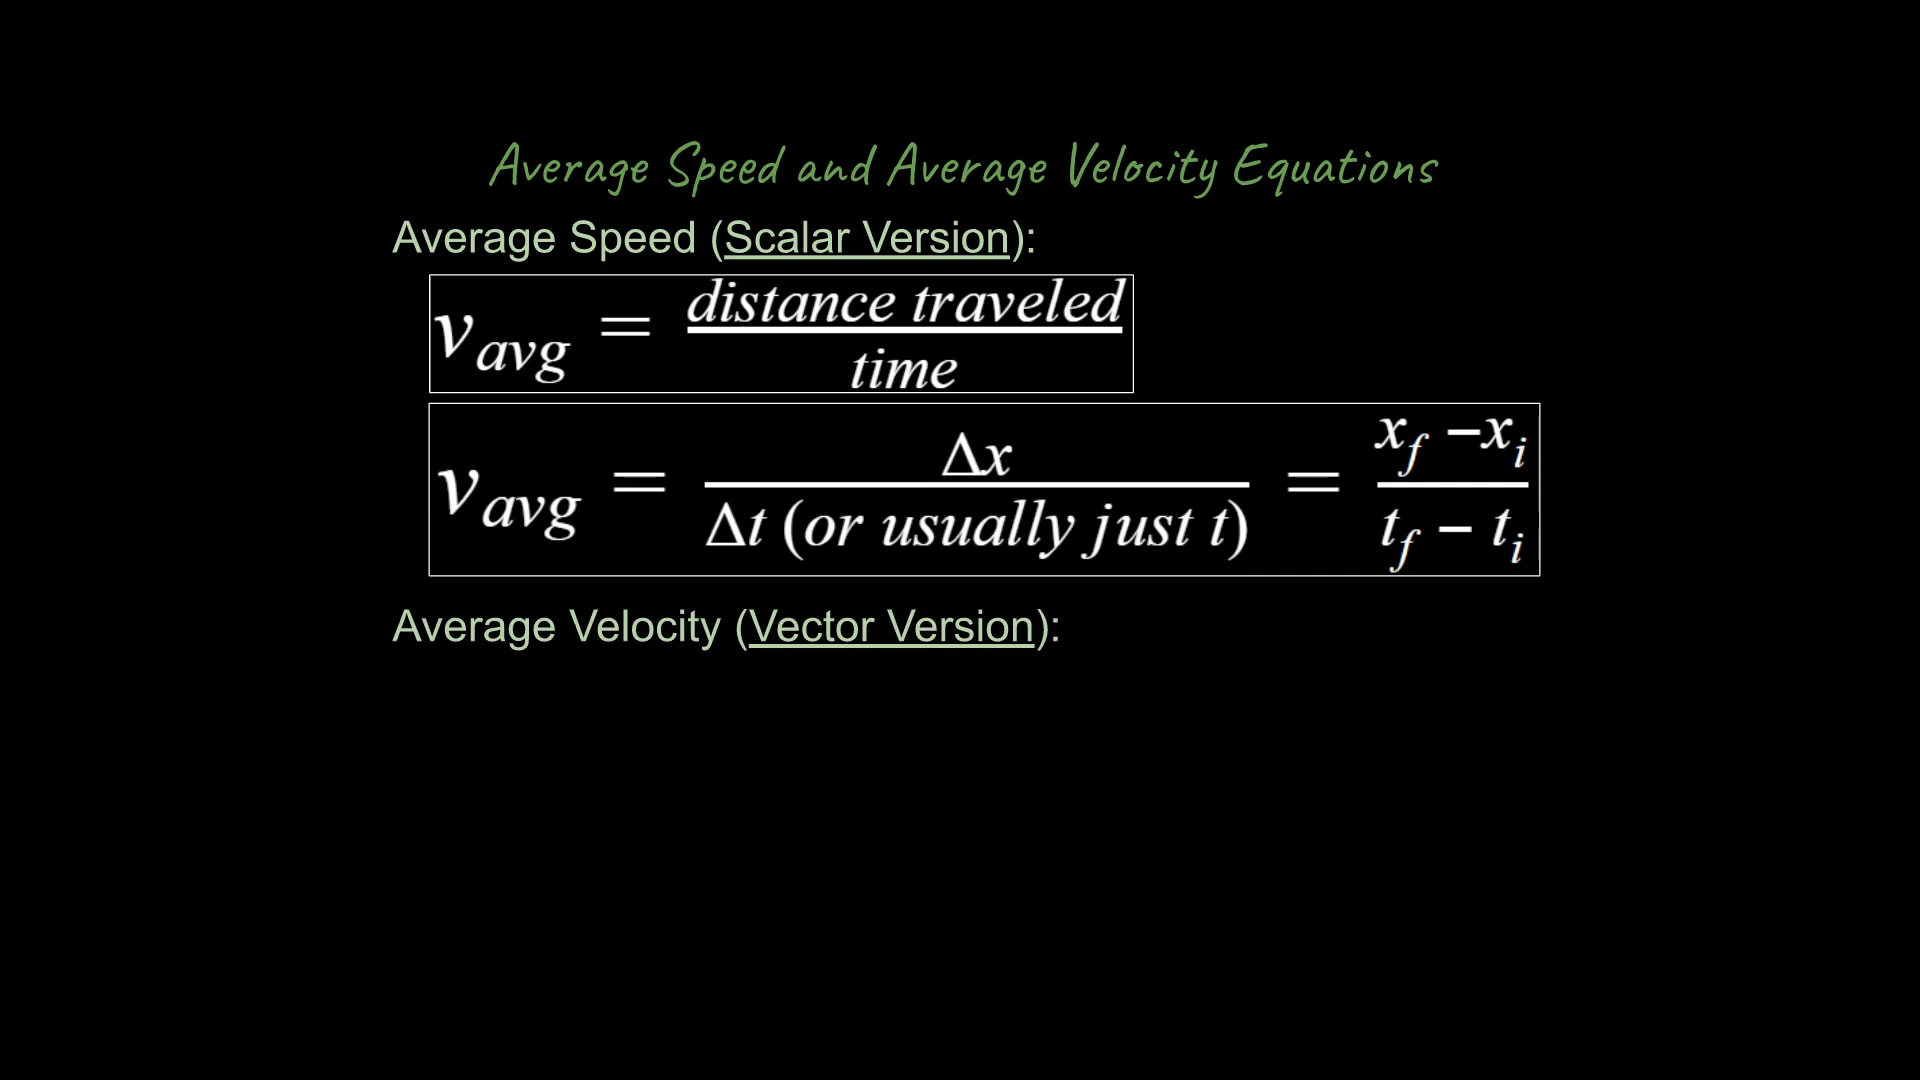 Average Speed and Average Velocity Equations
Average Speed (Scalar Version):
v_avg = distance traveled / time
v_avg = Δx / Δt (or usually just t) = x_f − x_i / t_f − t_i
Average Velocity (Vector Version):